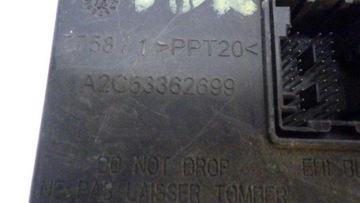 >PPT20<
A2C53362699
DO NOT DROP
NE PAS LAISSER TOMBER